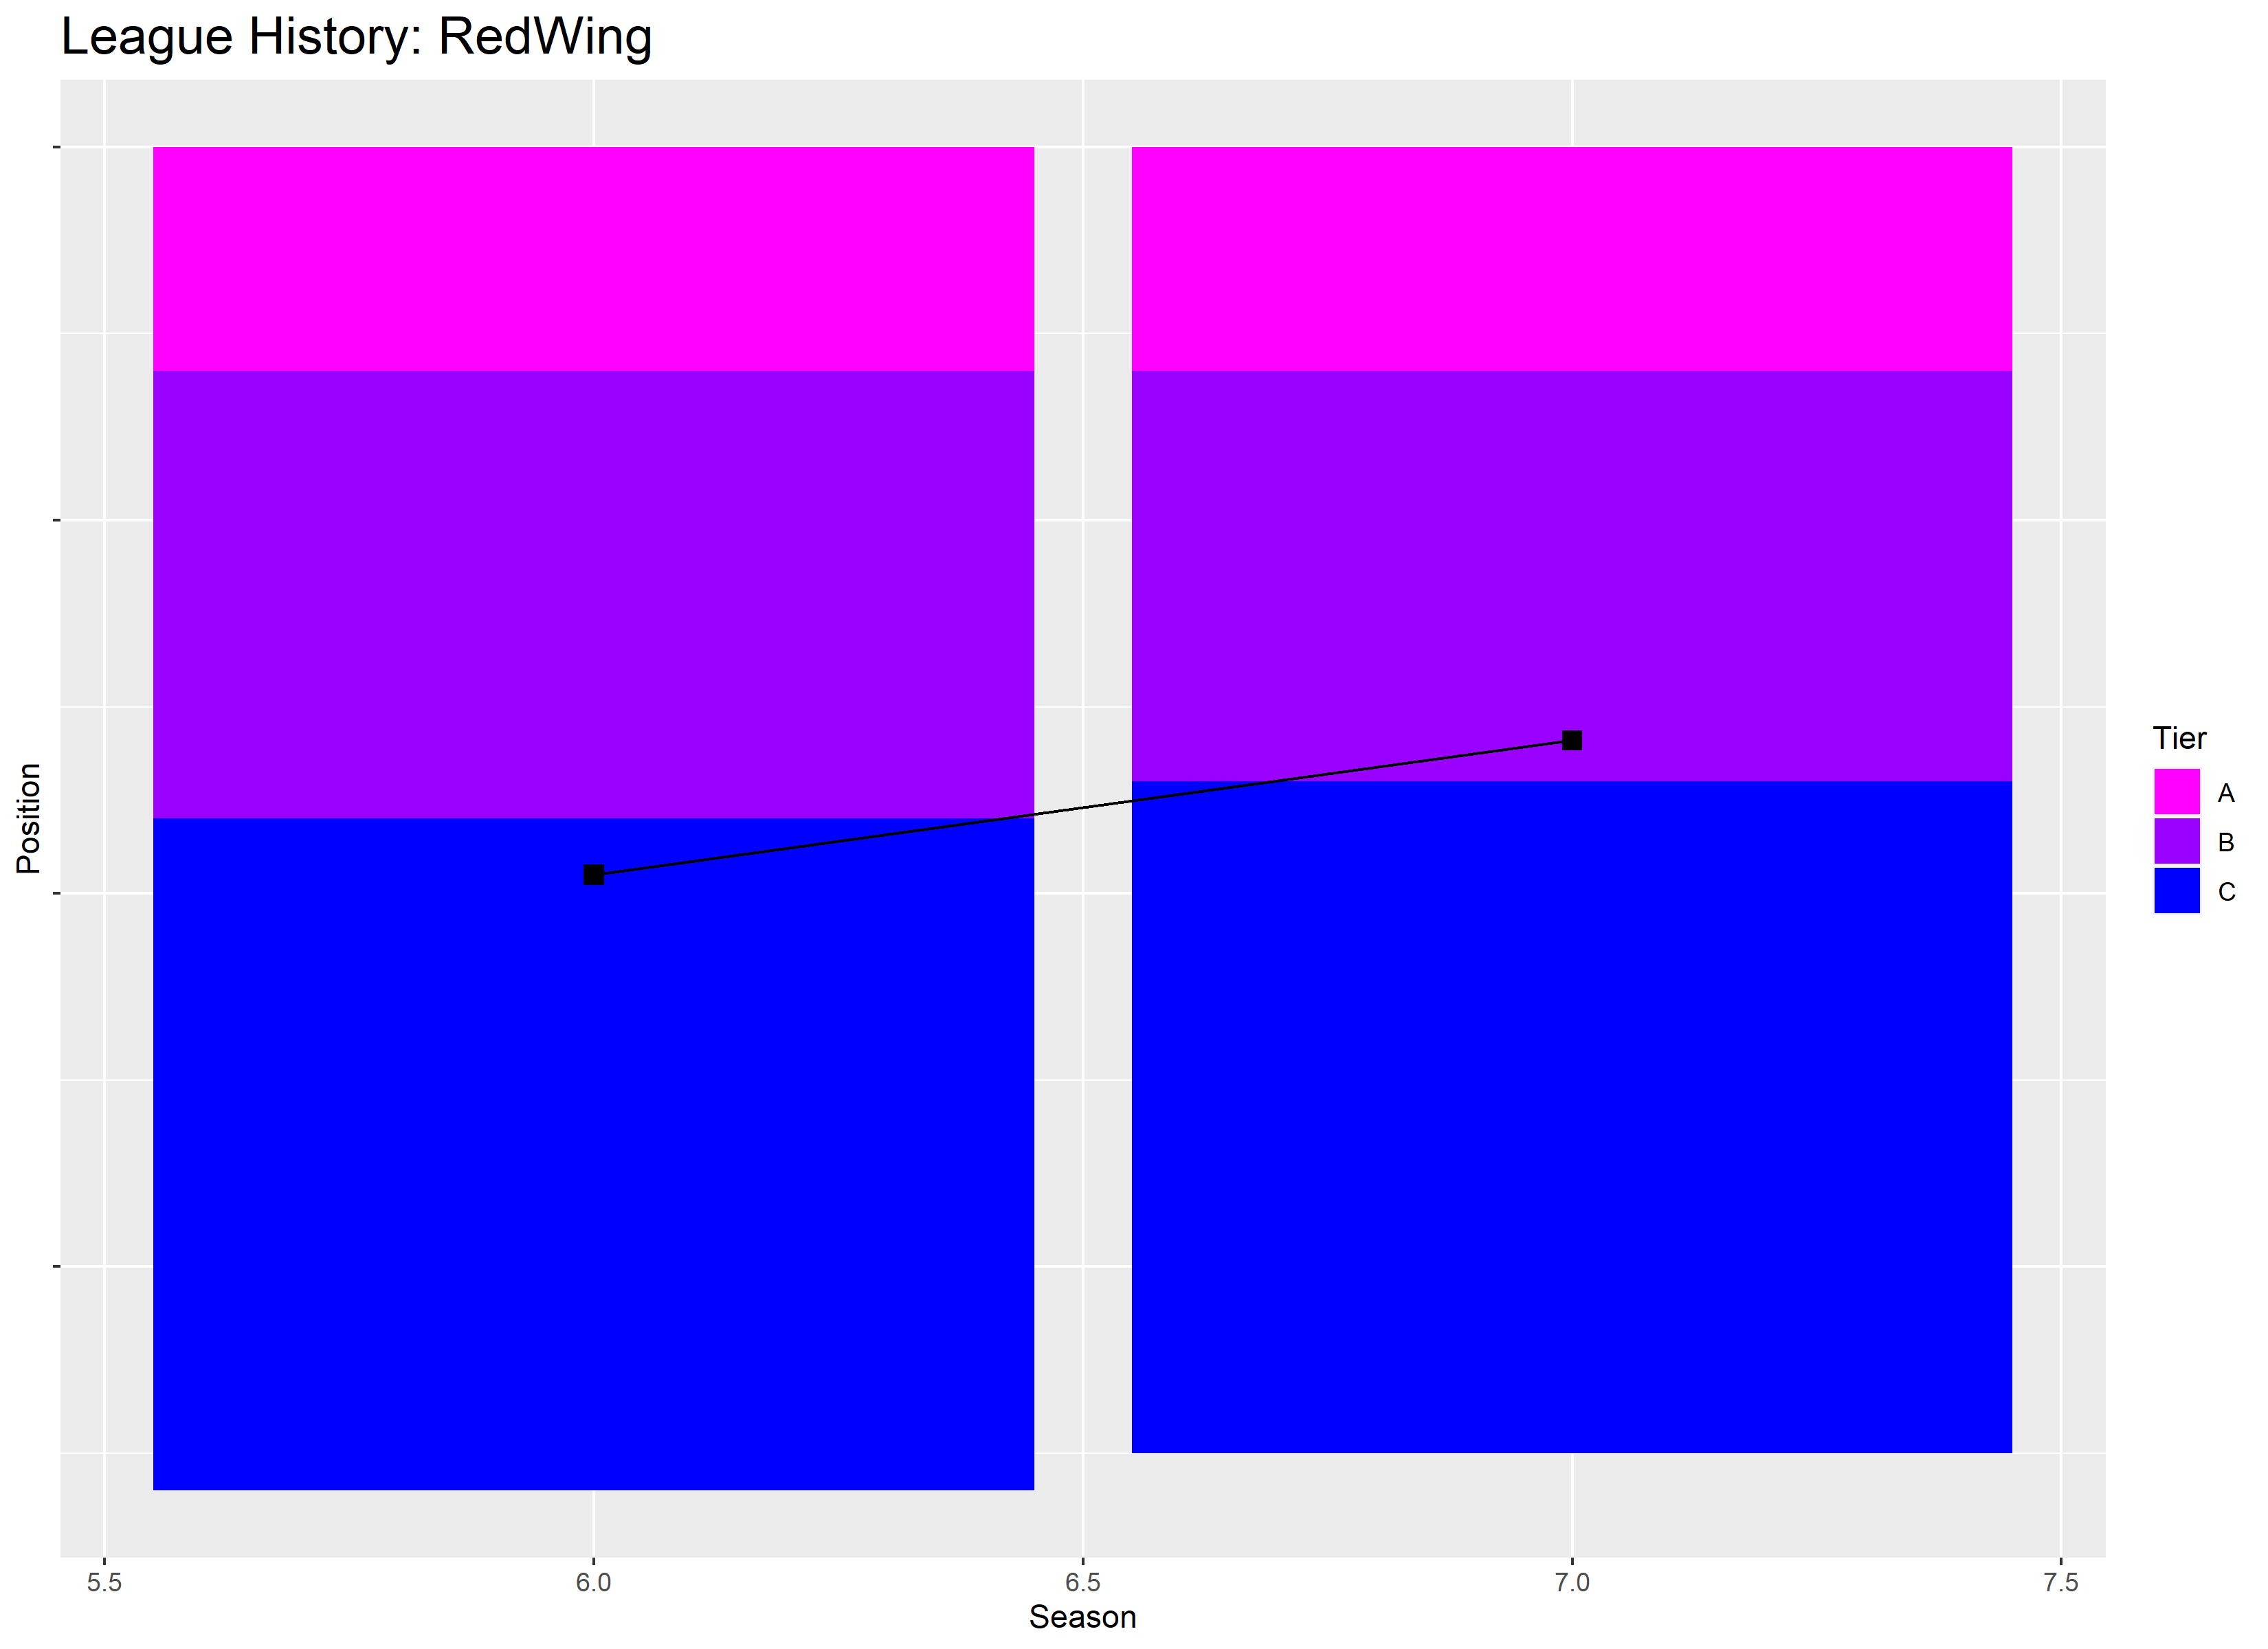 League History: RedWing
Position
Tier
A
B
C
5.5
6.0
6.5
7.0
7.5
Season